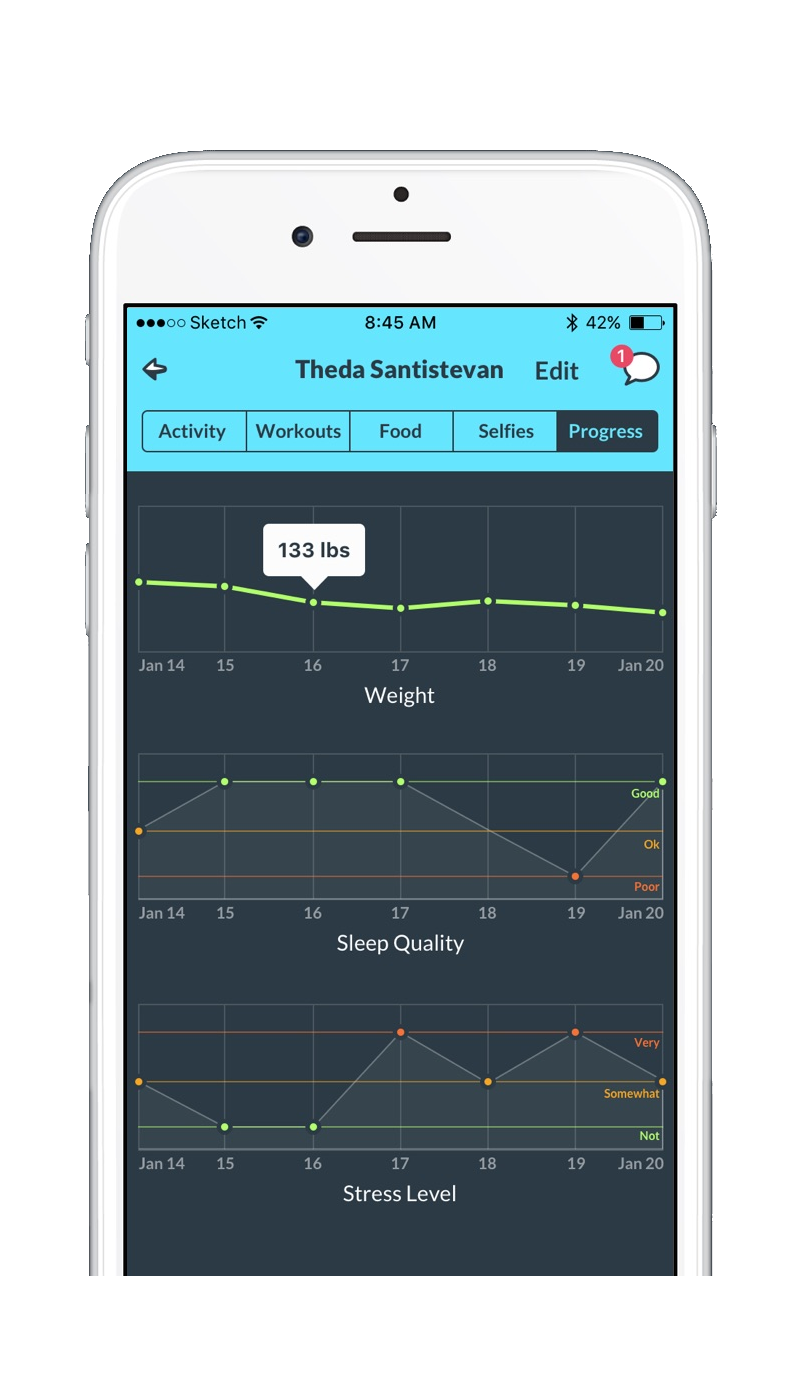 Sketch 8:45 AM 42%
Theda Santistevan Edit 1
Activity Workouts Food Selfies Progress
133 lbs
Jan 14 15 16 17 18 19 Jan 20
Weight
Good
Ok
Poor
Jan 14 15 16 17 18 19 Jan 20
Sleep Quality
Very
Somewhat
Not
Jan 14 15 16 17 18 19 Jan 20
Stress Level